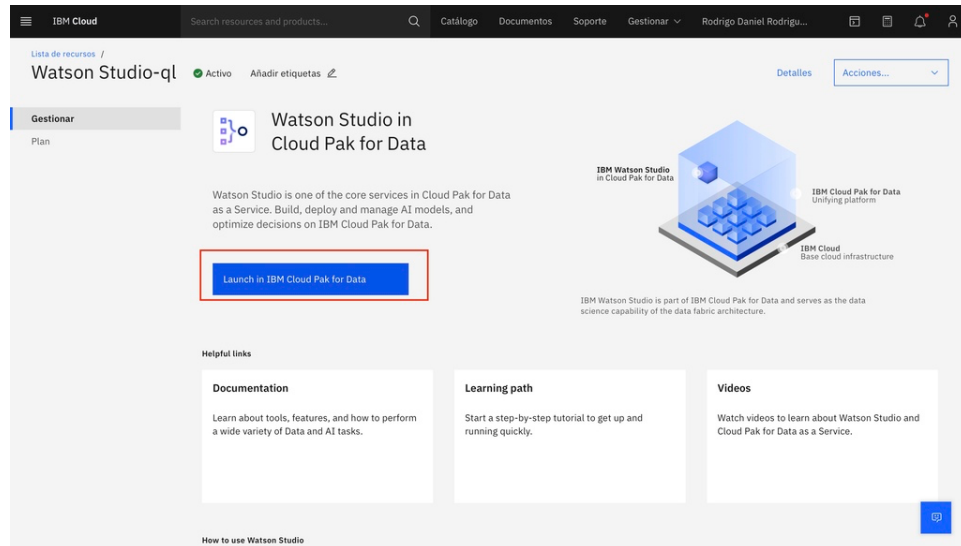 IBM Cloud
Search resources and products...
Catálogo
Documentos
Soporte
Gestionar
Rodrigo Daniel Rodrigu...
Lista de recursos /
Watson Studio-ql
Activo
Añadir etiquetas
Detalles
Acciones...
Gestionar
Plan
Watson Studio in
Cloud Pak for Data
Watson Studio is one of the core services in Cloud Pak for Data
as a Service. Build, deploy and manage AI models, and
optimize decisions on IBM Cloud Pak for Data.
Launch in IBM Cloud Pak for Data
IBM Watson Studio
in Cloud Pak for Data
IBM Cloud Pak for Data
Unifying platform
IBM Cloud
Base cloud infrastructure
IBM Watson Studio is part of IBM Cloud Pak for Data and serves as the data
science capability of the data fabric architecture.
Helpful links
Documentation
Learn about tools, features, and how to perform
a wide variety of Data and AI tasks.
Learning path
Start a step-by-step tutorial to get up and
running quickly.
Videos
Watch videos to learn about Watson Studio and
Cloud Pak for Data as a Service.
How to use Watson Studio